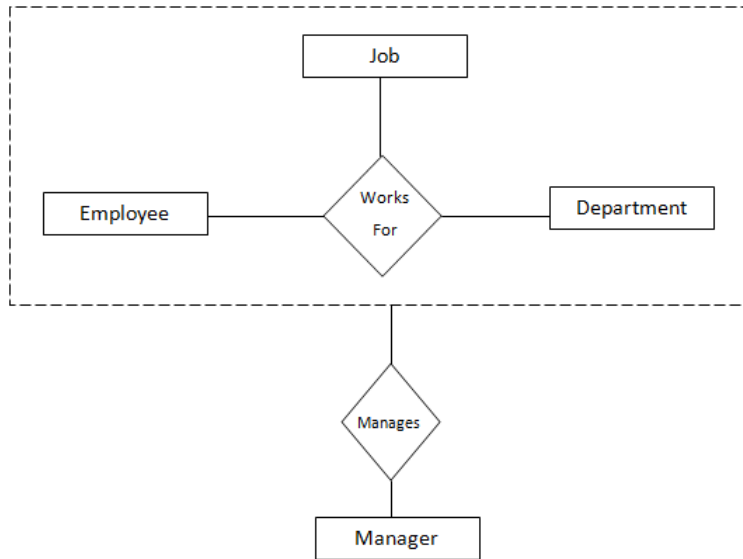 Job
Employee
Works
For
Department
Manages
Manager